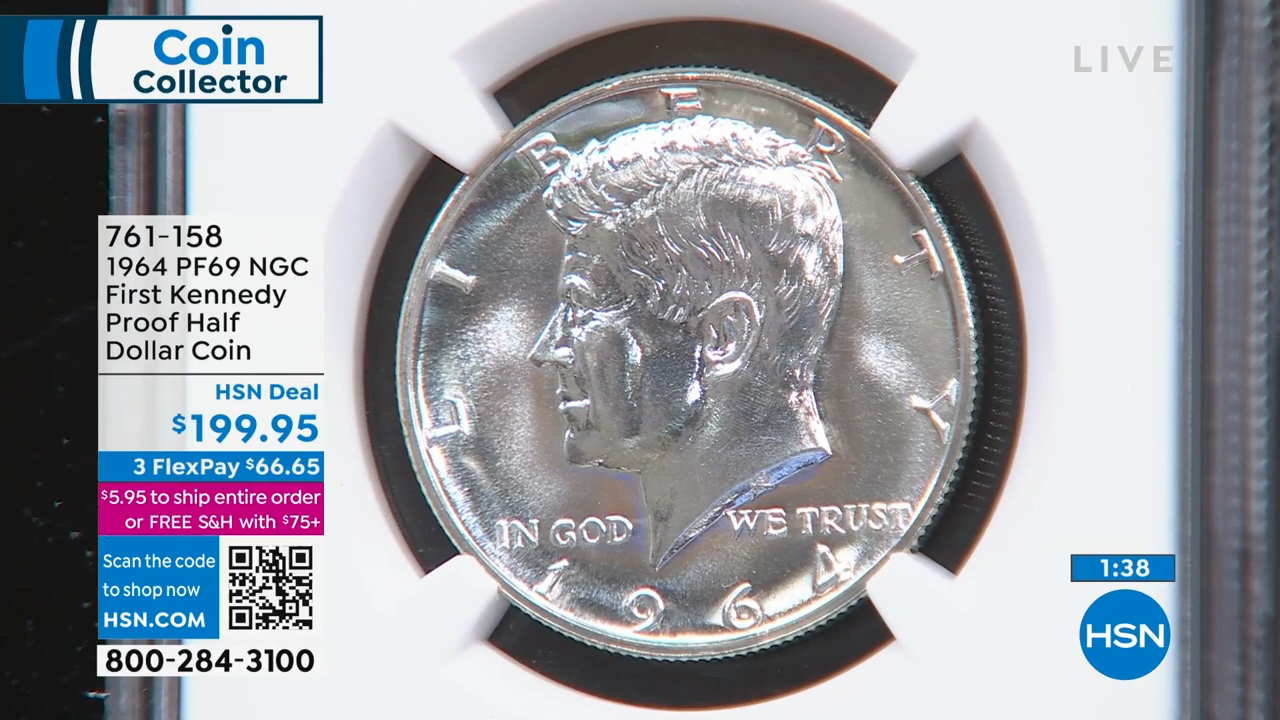 Coin
Collector
LIVE
761-158
1964 PF69 NGC
First Kennedy
Proof Half
Dollar Coin
HSN Deal
$199.95
3 FlexPay $66.65
$5.95 to ship entire order
or FREE S&H with $75+
Scan the code
to shop now
HSN.COM
800-284-3100
LIBERTY
IN GOD WE TRUST
1964
1:38
HSN